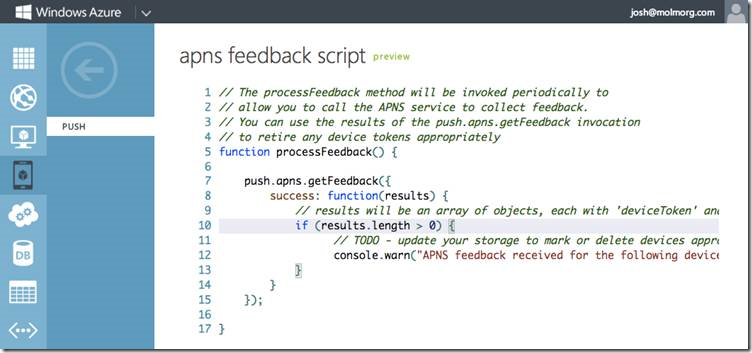 Windows Azure
josh@molmorg.com
apns feedback script preview
PUSH
1 // The processFeedback method will be invoked periodically to
2 // allow you to call the APNS service to collect feedback.
3 // You can use the results of the push.apns.getFeedback invocation
4 // to retire any device tokens appropriately
5 function processFeedback() {
6
7 push.apns.getFeedback({
8 success: function(results) {
9 // results will be an array of objects, each with 'deviceToken' and
10 if (results.length > 0) {
11 // TODO - update your storage to mark or delete devices appro
12 console.warn("APNS feedback received for the following device
13 }
14 }
15 });
16
17 }
DB